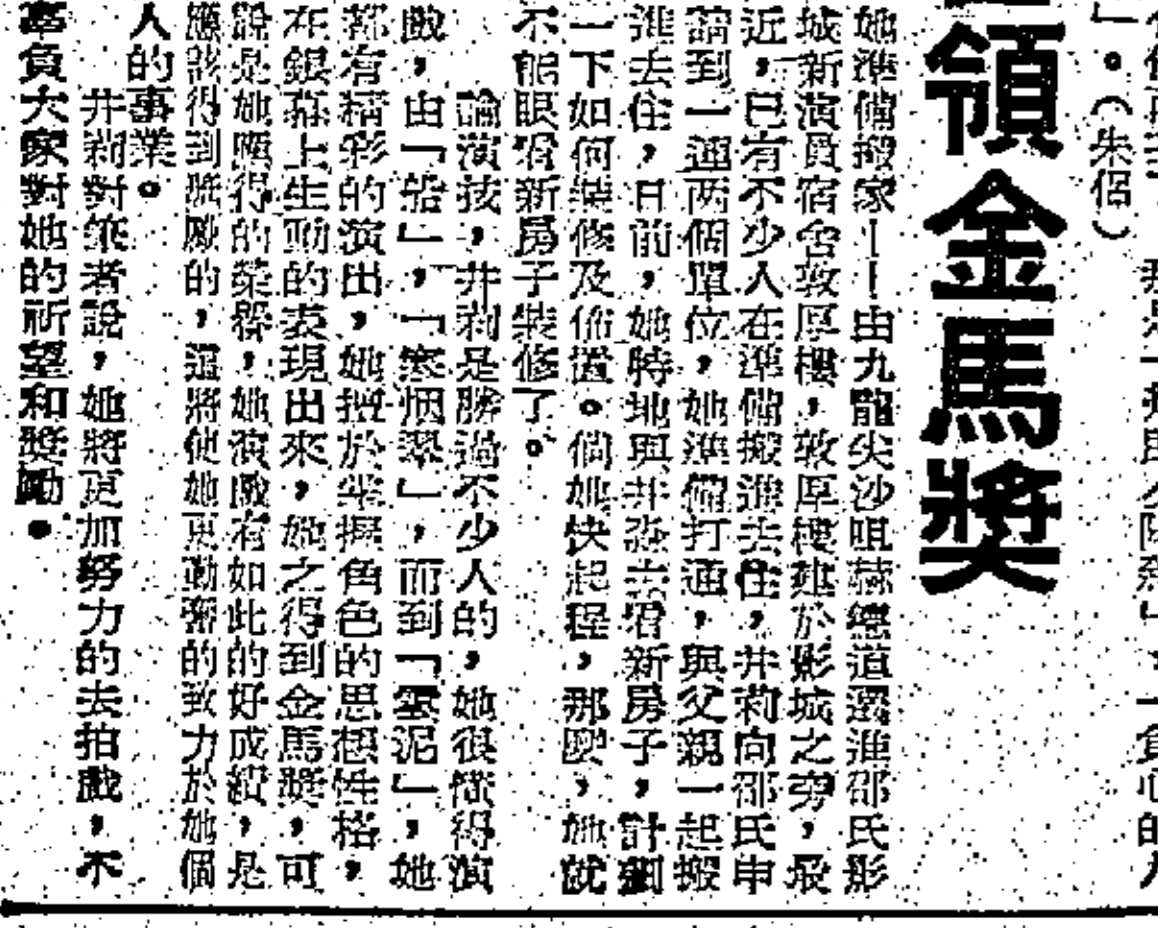 」。（朱侶）
領金馬獎
她準備搬家——由九龍尖沙咀赫德道遷進邵氏影
城新演員宿舍敦厚樓，敦厚樓建於影城之旁，最
近，已有不少人在準備搬進去住，井莉向邵氏申
請到一連两個單位，她準備打通，與父親一起搬
進去住，日前，她特地與井淼去看新房子，計劃
一下如何裝修及佈置。倘她快起程，那麽，她就
不能眼看新房子裝修了。
論演技，井莉是勝過不少人的，她很懂得演
戲，由「船」，「寒烟翠」，而到「雲泥」，她
都有精彩的演出，她擅於掌握角色的思想性格，
在銀幕上生動的表現出來，她之得到金馬獎，可
說是她應得的榮譽，她演戲有如此的好成績，是
應該得到獎勵的，這將使她更勤奮的致力於她個
人的事業。
井莉對筆者說，她將更加努力的去拍戲，不
辜負大家對她的祈望和獎勵。